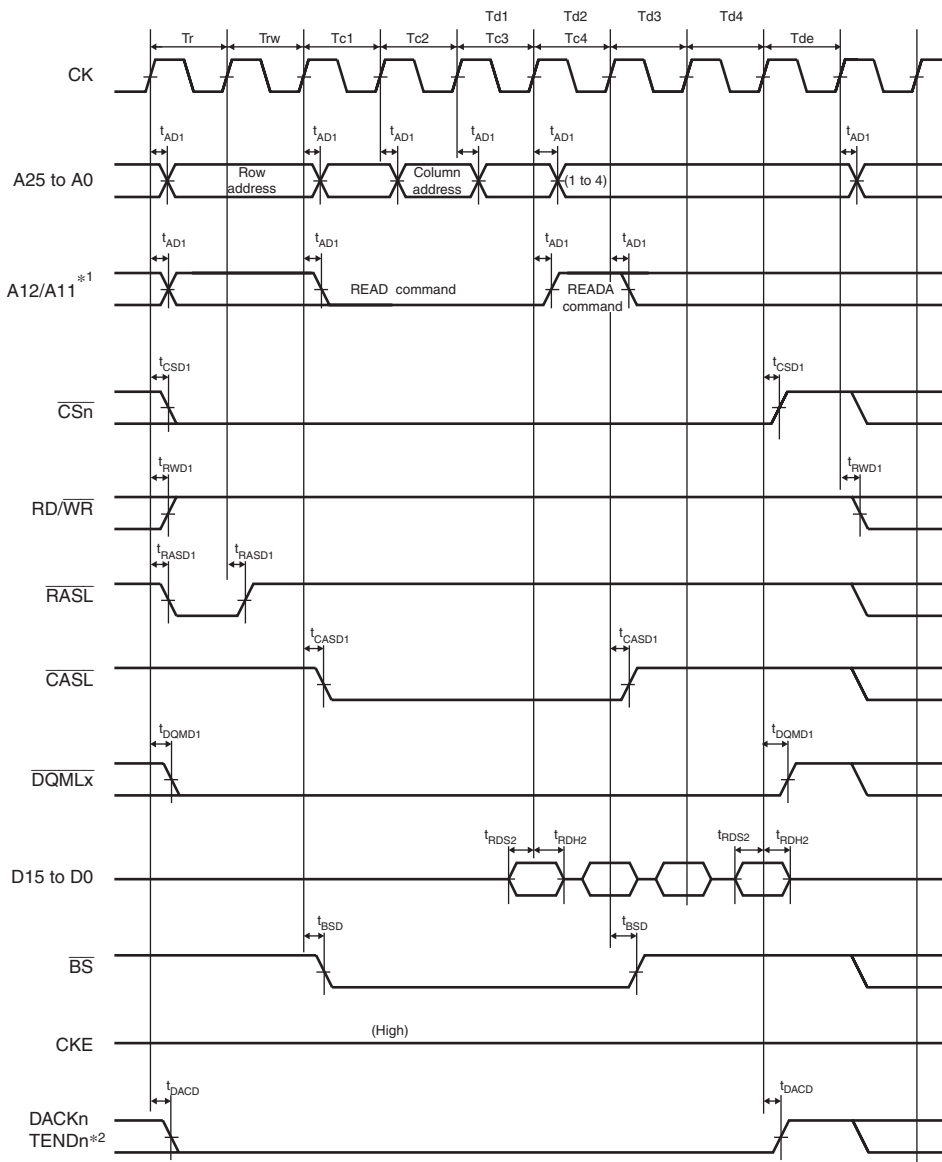 Td1 Td2 Td3 Td4
Tr Trw Tc1 Tc2 Tc3 Tc4 Tde
CK
tAD1 tAD1 tAD1 tAD1 tAD1 tAD1
A25 to A0 Row address Column address (1 to 4)
tAD1 tAD1 tAD1 tAD1
A12/A11*1 READ command READA command
tCSD1 tCSD1
CSn
tRWD1 tRWD1
RD/WR
tRASD1 tRASD1
RASL
tCASD1 tCASD1
CASL
tDQMD1 tDQMD1
DQMLx
tRDS2 tRDH2 tRDS2 tRDH2
D15 to D0
tBSD tBSD
BS
(High)
CKE
tDACD tDACD
DACKn
TENDn*2